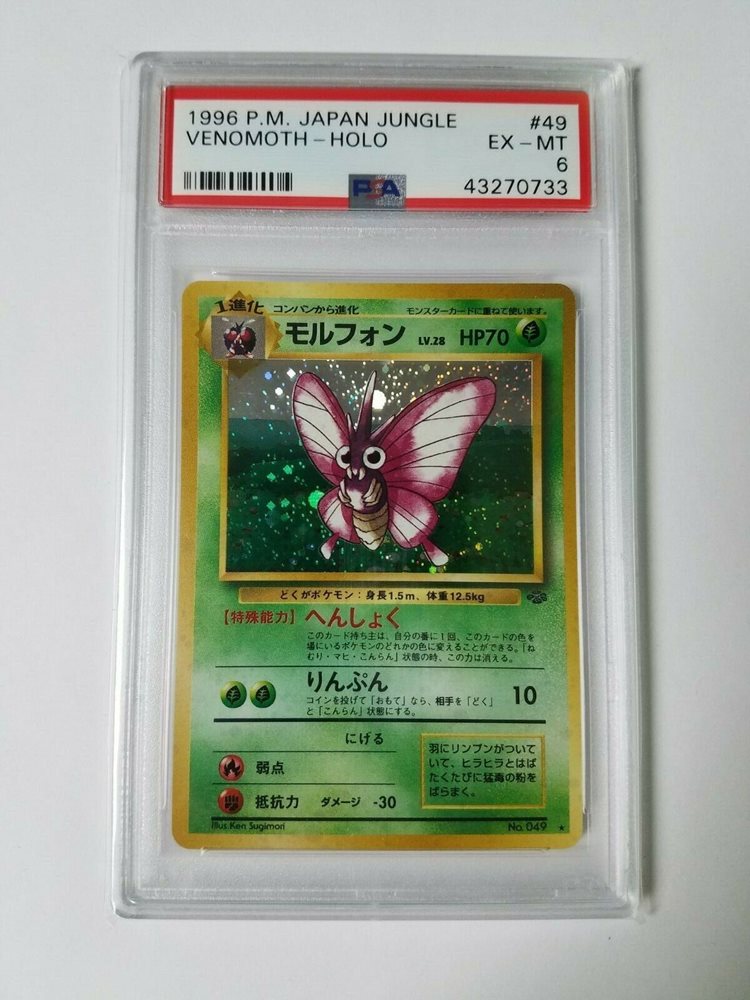 1996 P.M. JAPAN JUNGLE #49
VENOMOTH-HOLO EX-MT
6
PSA 43270733
1進化 コンパンから進化 モンスターカードに重ねて使います。
モルフォン LV.28 HP70
どくがポケモン:身長1.5m、体重12.5kg
【特殊能力】へんしょく
このカード持ち主は、自分の番に1回、このカードの色を
場にいるポケモンのどれかの色に変えることができる。「ね
むり・マヒ・こんらん」状態の時、この力は消える。
りんぷん 10
コインを投げて「おもて」なら、相手を「どく」
と「こんらん」状態にする。
にげる
弱点
抵抗力 ダメージ -30
羽にリンプンがついて
いて、ヒラヒラとはば
たくたびに猛毒の粉を
ばらまく。
Illus.Ken Sugimori No.049 ★